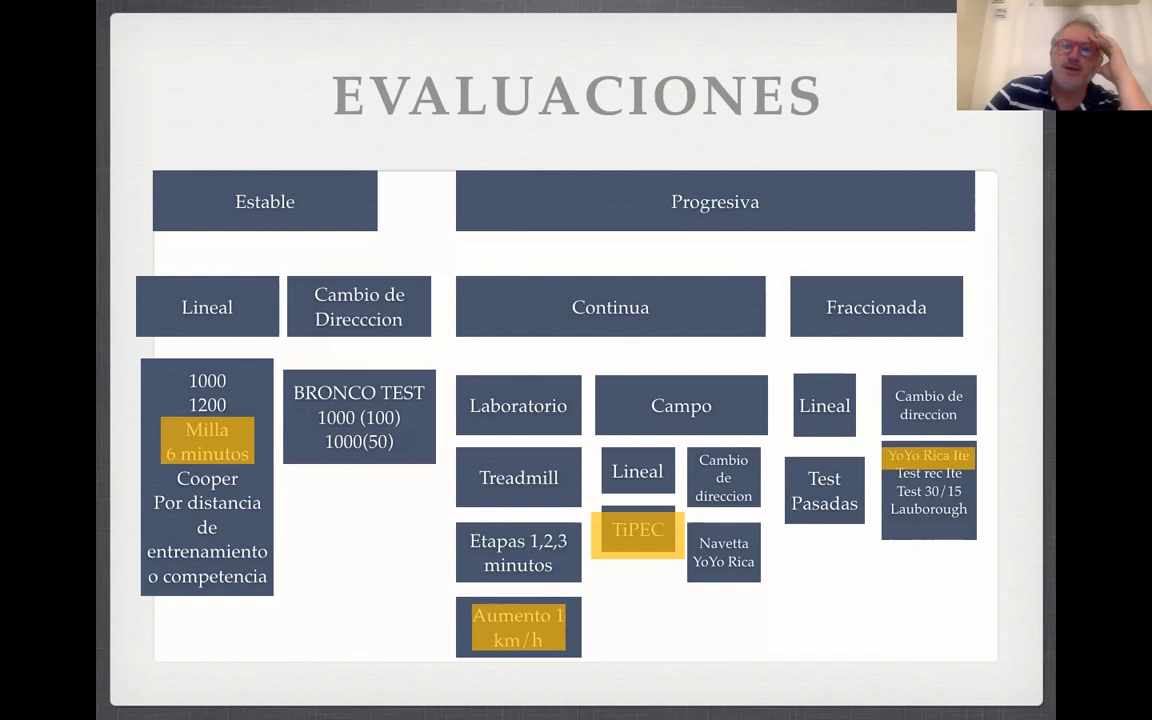 EVALUACIONES
Estable
Progresiva
Lineal
Cambio de
Direcccion
Continua
Fraccionada
1000
1200
Milla
6 minutos
Cooper
Por distancia
de
entrenamiento
o competencia
BRONCO TEST
1000 (100)
1000(50)
Laboratorio
Treadmill
Etapas 1,2,3
minutos
Aumento 1
km/h
Campo
Lineal
TiPEC
Cambio
de
direccion
Navetta
YoYo Rica
Lineal
Test
Pasadas
Cambio de
direccion
YoYo Rica Ite
Test rec Ite
Test 30/15
Lauborough